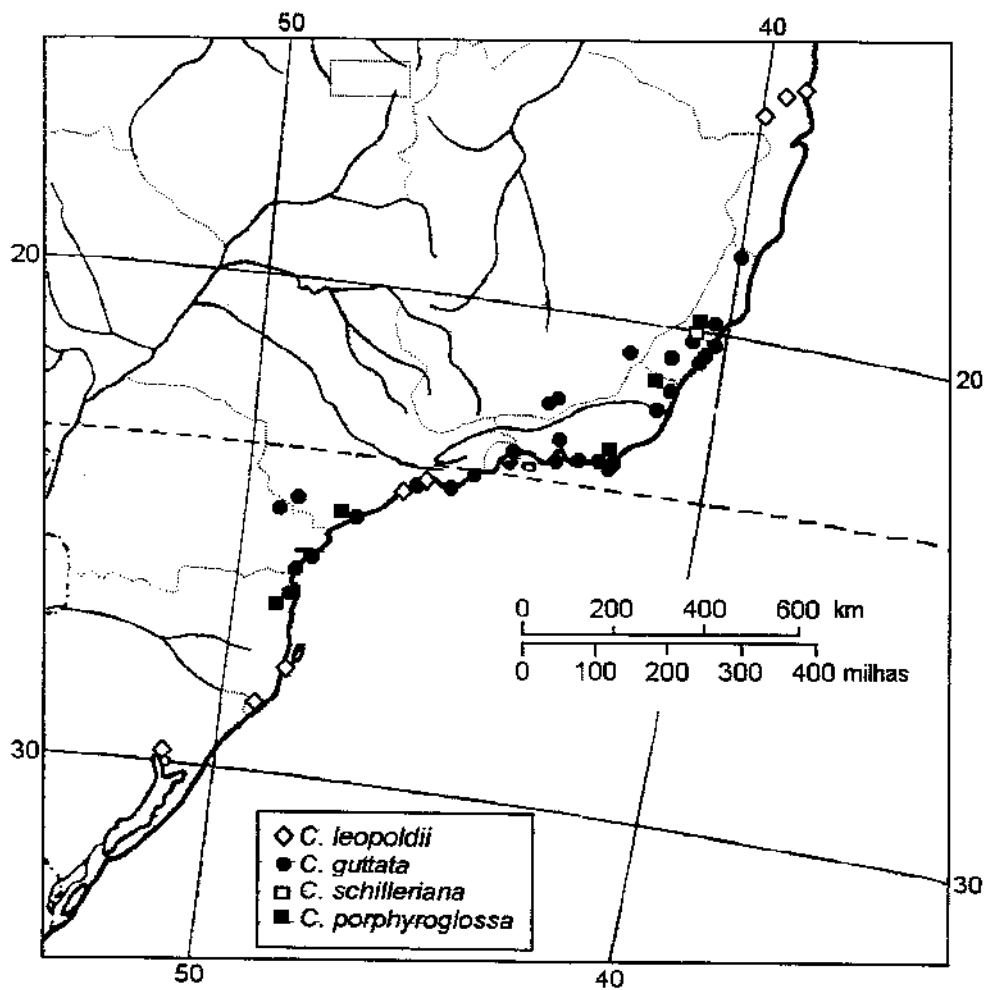 50 40
20
20
0 200 400 600 km
0 100 200 300 400 milhas
30
C. leopoldii
C. guttata
C. schilleriana
C. porphyroglossa
30
50 40